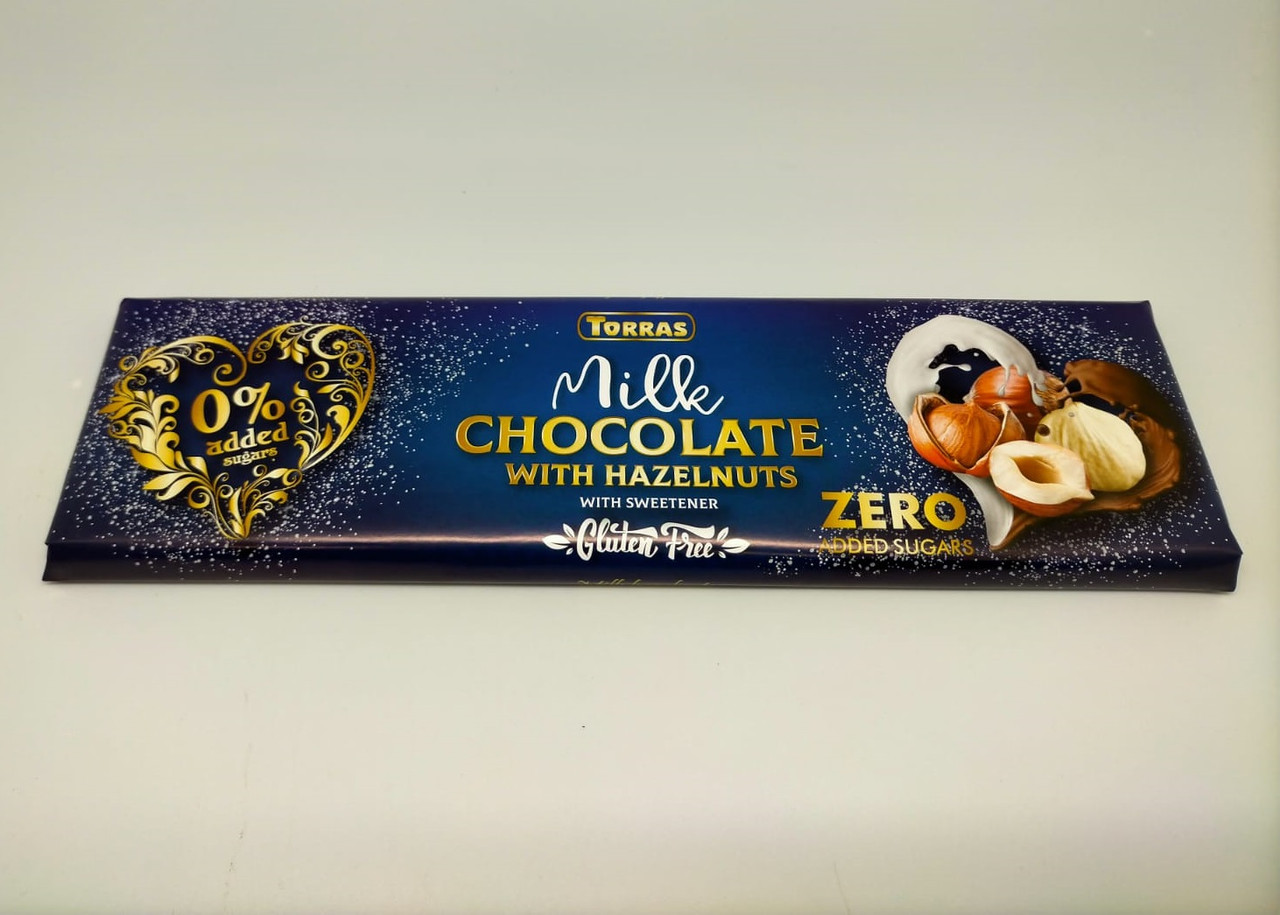 TORRAS
Milk
CHOCOLATE
WITH HAZELNUTS
WITH SWEETENER
Gluten Free
0%
added
sugars
ZERO
ADDED SUGARS